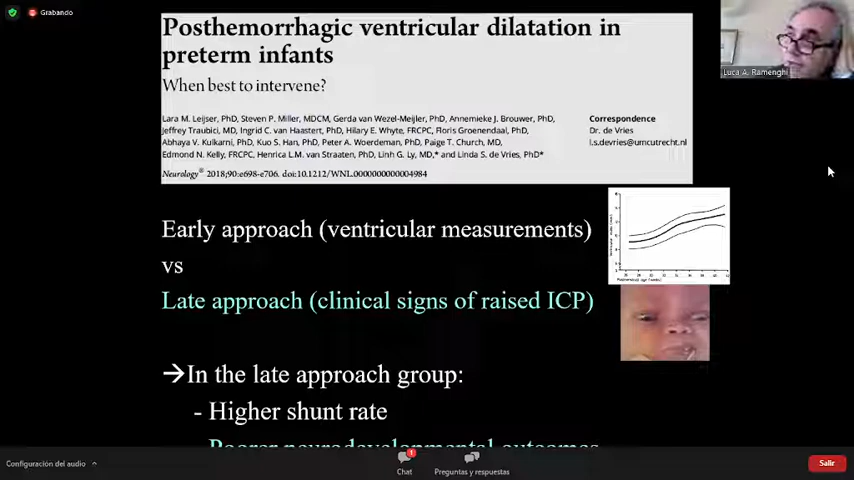 Grabando
Posthemorrhagic ventricular dilatation in
preterm infants
When best to intervene?
Lara M. Leijser, PhD, Steven P. Miller, MDCM, Gerda van Wezel-Meijler, PhD, Annemieke J. Brouwer, PhD,
Jeffrey Traubici, MD, Ingrid C. van Haastert, PhD, Hilary E. Whyte, FRCPC, Floris Groenendaal, PhD,
Abhaya V. Kulkarni, PhD, Kuo S. Han, PhD, Peter A. Woerdeman, PhD, Paige T. Church, MD,
Edmond N. Kelly, FRCPC, Henrica L.M. van Straaten, PhD, Linh G. Ly, MD,* and Linda S. de Vries, PhD*
Neurology® 2018;90:e698-e706. doi:10.1212/WNL.0000000000004984
Correspondence
Dr. de Vries
l.s.devries@umcutrecht.nl
Luca A. Ramenghi
Early approach (ventricular measurements)
vs
Late approach (clinical signs of raised ICP)
→In the late approach group:
- Higher shunt rate
- Poorer neurodevelopmental outcomes
Configuración del audio
1
Chat
Preguntas y respuestas
Salir